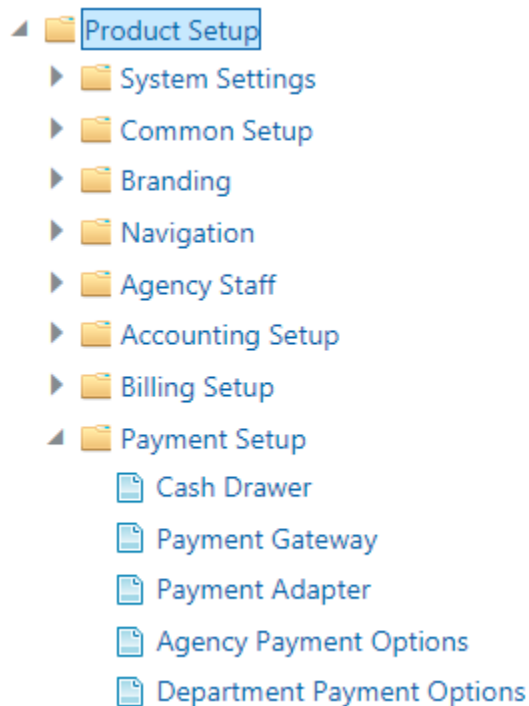 Product Setup
System Settings
Common Setup
Branding
Navigation
Agency Staff
Accounting Setup
Billing Setup
Payment Setup
Cash Drawer
Payment Gateway
Payment Adapter
Agency Payment Options
Department Payment Options